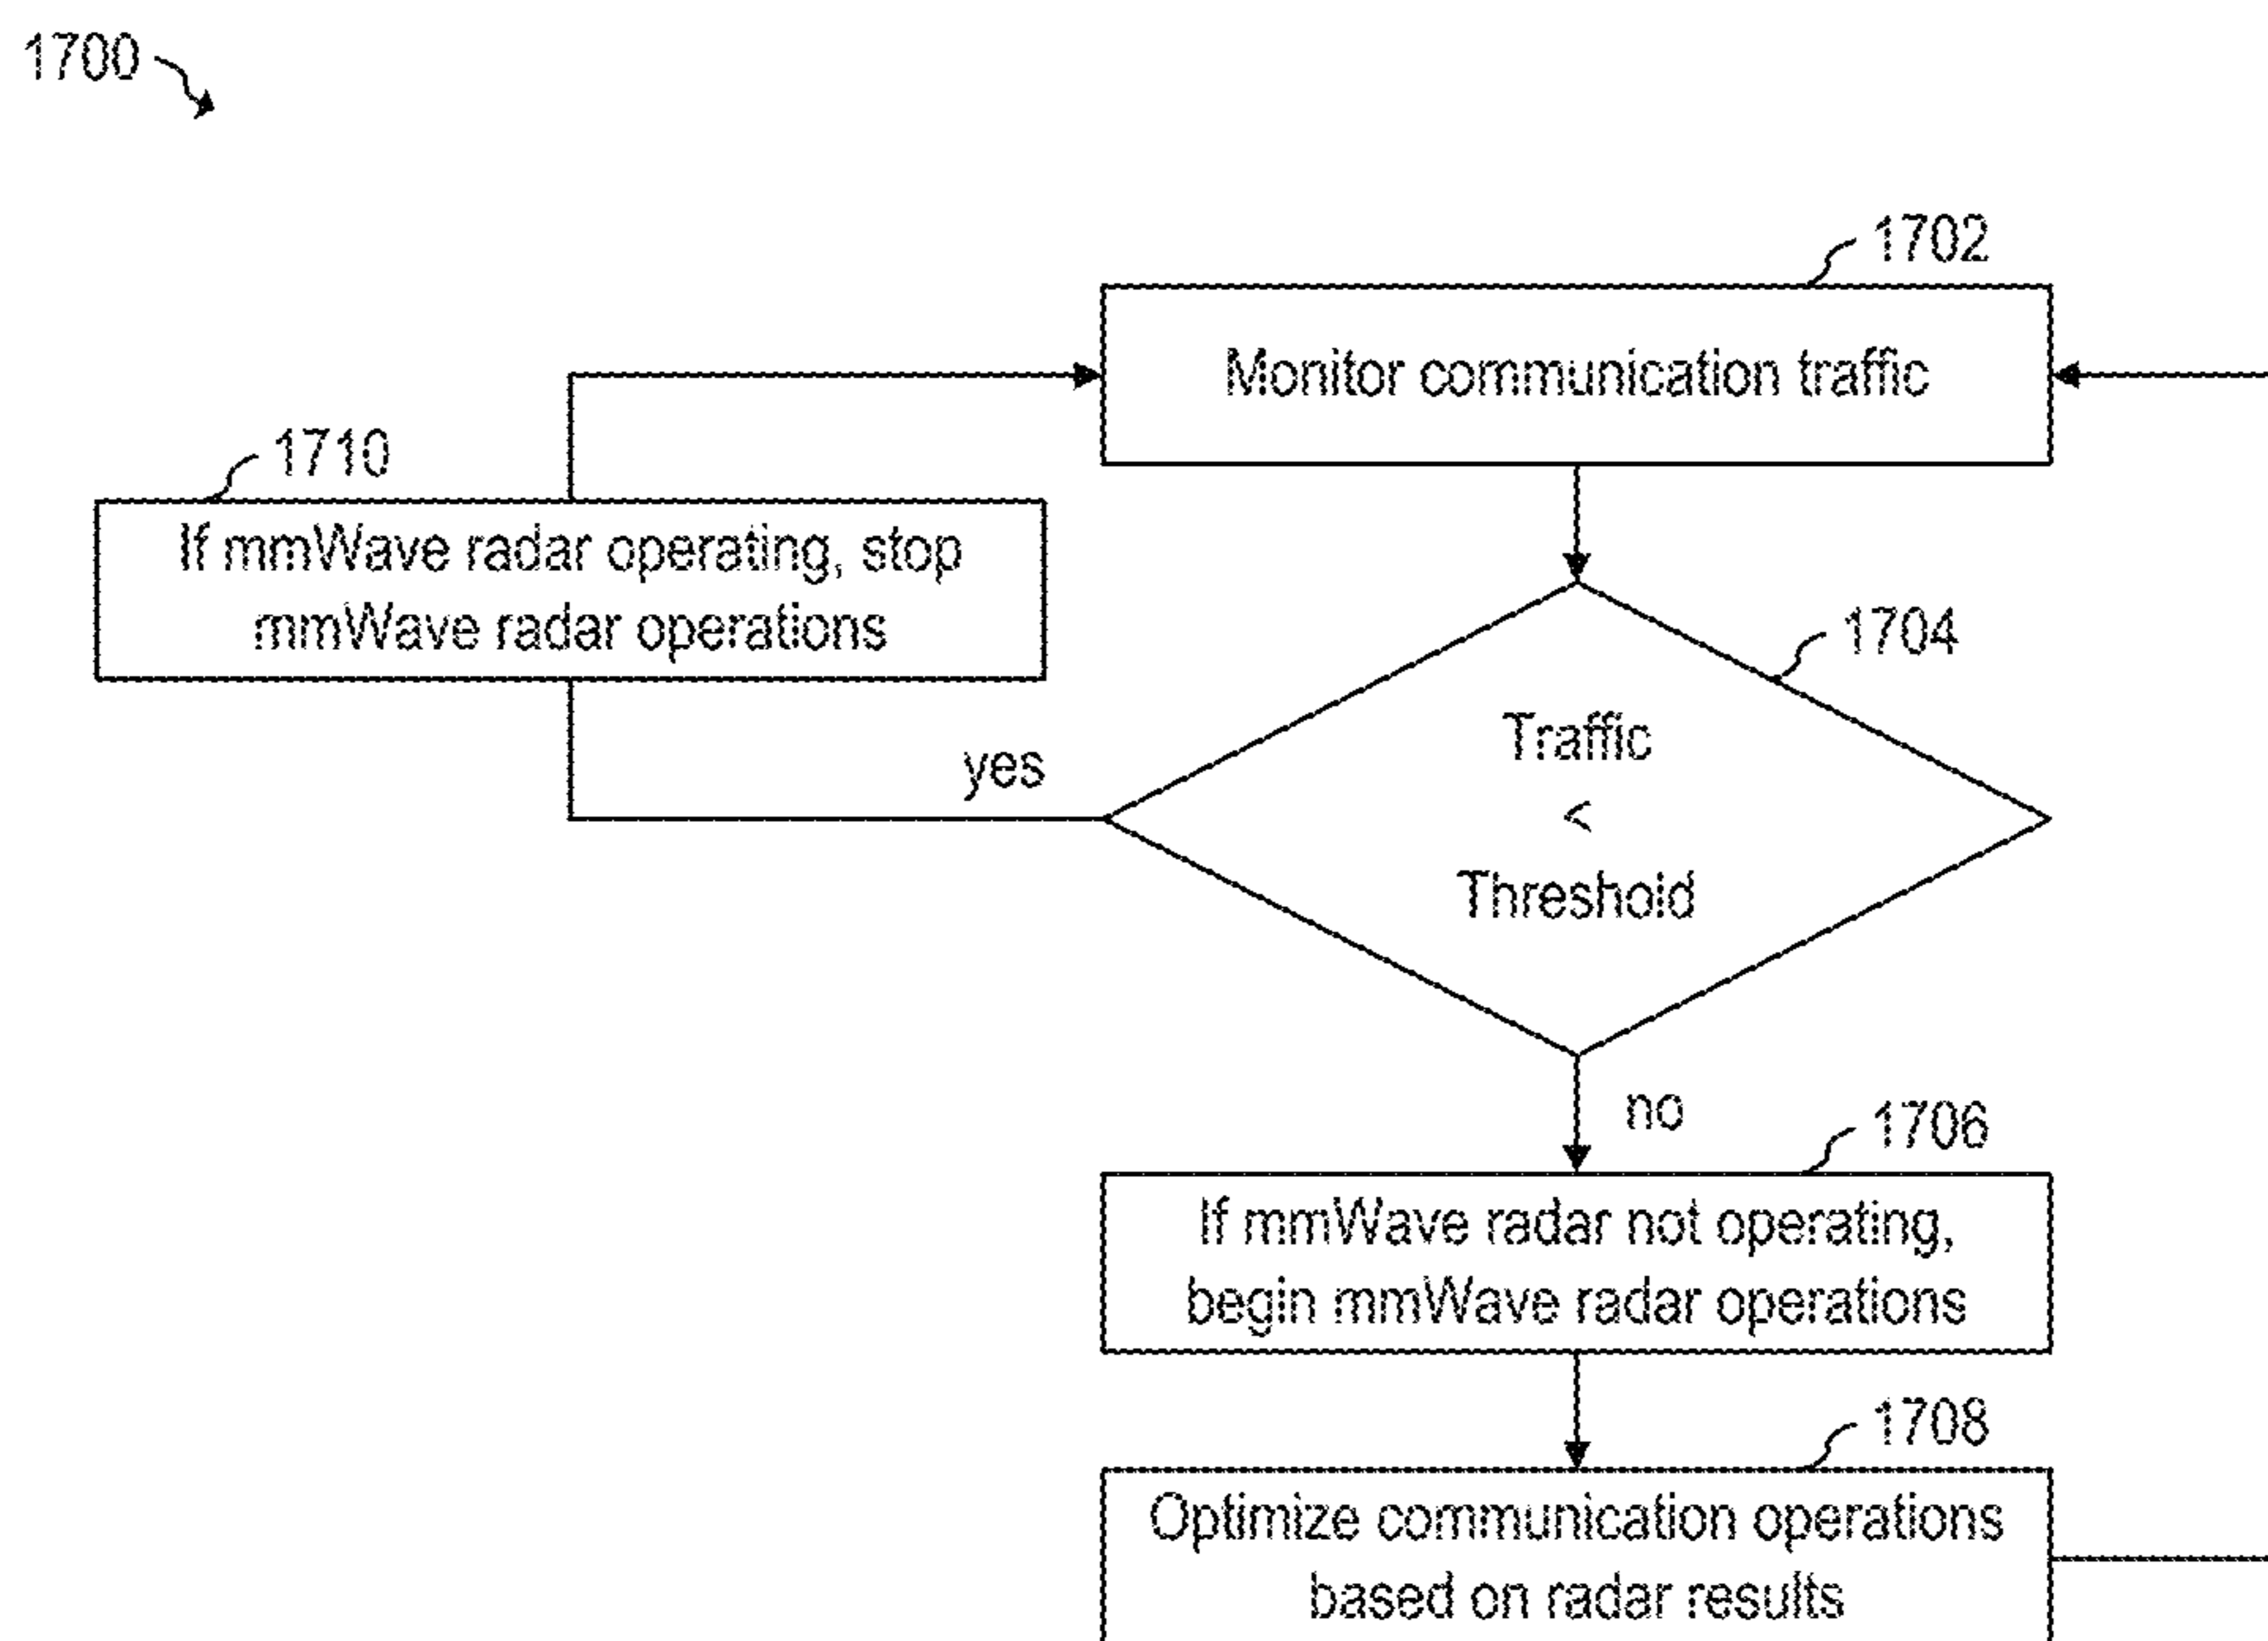 1700
1702
Monitor communication traffic
1710
If mmWave radar operating, stop
mmWave radar operations
1704
Traffic
<
Threshold
yes
no
1706
If mmWave radar not operating,
begin mmWave radar operations
1708
Optimize communication operations
based on radar results